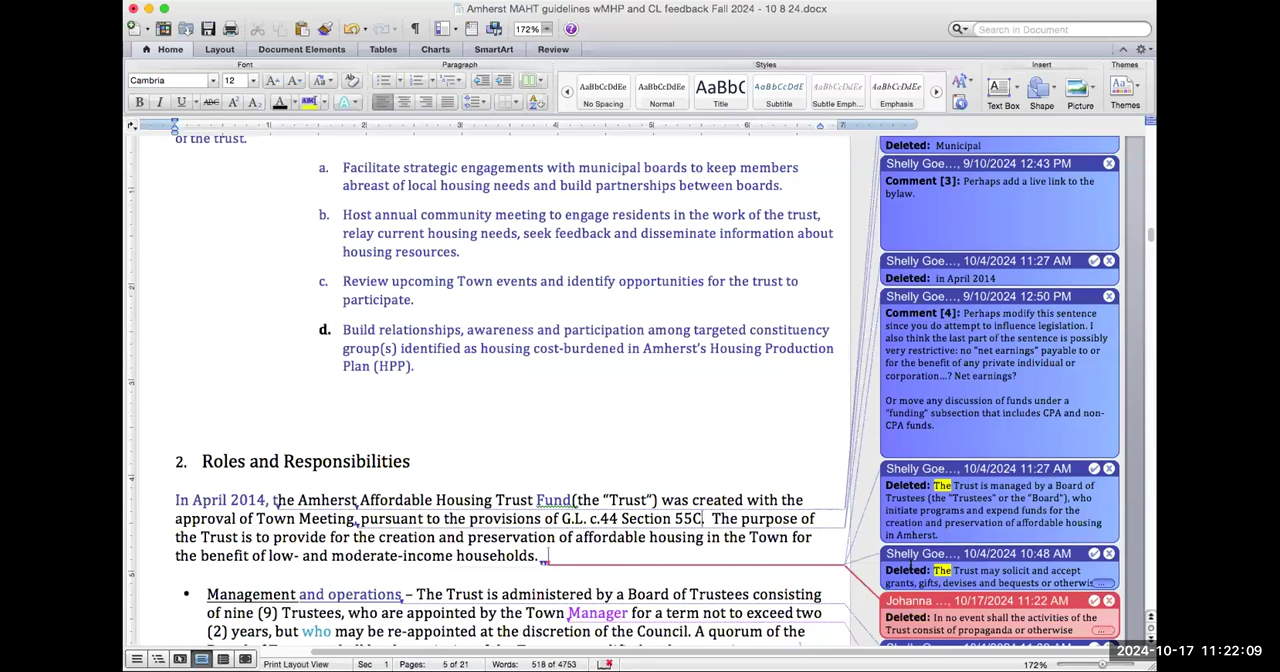 Amherst MAHT guidelines wMHP and CL feedback Fall 2024 - 10 8 24.docx
172%
Search in Document
Home Layout Document Elements Tables Charts SmartArt Review
Font Paragraph Styles Insert Themes
Cambria 12
AaBbCcDdEe AaBbCcDdEe AaBbC AaBbCcDdE AaBbCcDdEe AaBbCcDdEe
No Spacing Normal Title Subtitle Subtle Emph... Emphasis
Text Box Shape Picture Themes
B I U ABC A2 A2
1 2 3 4 5 6 7
of the trust.
a. Facilitate strategic engagements with municipal boards to keep members
abreast of local housing needs and build partnerships between boards.
b. Host annual community meeting to engage residents in the work of the trust,
relay current housing needs, seek feedback and disseminate information about
housing resources.
c. Review upcoming Town events and identify opportunities for the trust to
participate.
d. Build relationships, awareness and participation among targeted constituency
group(s) identified as housing cost-burdened in Amherst's Housing Production
Plan (HPP).
2. Roles and Responsibilities
In April 2014, the Amherst Affordable Housing Trust Fund(the “Trust”) was created with the
approval of Town Meeting, pursuant to the provisions of G.L. c.44 Section 55C. The purpose of
the Trust is to provide for the creation and preservation of affordable housing in the Town for
the benefit of low- and moderate-income households.
• Management and operations – The Trust is administered by a Board of Trustees consisting
of nine (9) Trustees, who are appointed by the Town Manager for a term not to exceed two
(2) years, but who may be re-appointed at the discretion of the Council. A quorum of the
Deleted: Municipal
Shelly Goe..., 9/10/2024 12:43 PM
Comment [3]: Perhaps add a live link to the
bylaw.
Shelly Goe..., 10/4/2024 11:27 AM
Deleted: in April 2014
Shelly Goe..., 9/10/2024 12:50 PM
Comment [4]: Perhaps modify this sentence
since you do attempt to influence legislation. I
also think the last part of the sentence is possibly
very restrictive: no “net earnings” payable to or
for the benefit of any private individual or
corporation...? Net earnings?
Or move any discussion of funds under a
“funding” subsection that includes CPA and non-
CPA funds.
Shelly Goe..., 10/4/2024 11:27 AM
Deleted: The Trust is managed by a Board of
Trustees (the “Trustees” or the “Board”), who
initiate programs and expend funds for the
creation and preservation of affordable housing
in Amherst.
Shelly Goe..., 10/4/2024 10:48 AM
Deleted: The Trust may solicit and accept
grants, gifts, devises and bequests or otherwis ...
Johanna ..., 10/17/2024 11:22 AM
Deleted: In no event shall the activities of the
Trust consist of propaganda or otherwise ...
Print Layout View Sec 1 Pages: 5 of 21 Words: 518 of 4753 172%
2024-10-17 11:22:09